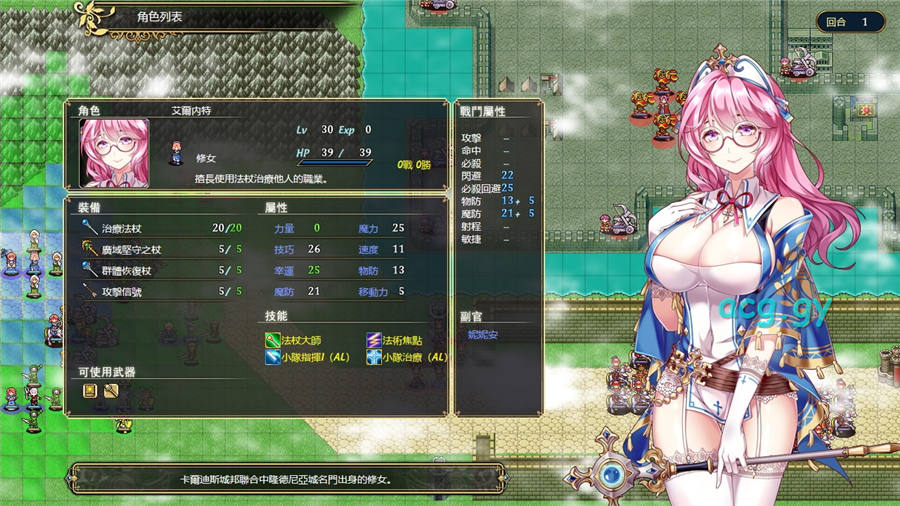 角色列表
回合 1
角色 艾爾內特
Lv 30 Exp 0
HP 39 / 39
修女
0戰 0勝
擅長使用法杖治療他人的職業。
裝備
治療法杖 20/20
廣域堅守之杖 5/ 5
群體恢復杖 5/ 5
攻擊信號 5/ 5
可使用武器
屬性
力量 0 魔力 25
技巧 26 速度 11
幸運 25 物防 13
魔防 21 移動力 5
技能
法杖大師 法術焦點
小隊指揮I（AL） 小隊治療（AL）
戰鬥屬性
攻擊 –
命中 –
必殺 –
閃避 22
必殺回避 25
物防 13+ 5
魔防 21+ 5
射程 –
敏捷 –
副官
妮妮安
acg_gy
卡爾迪斯城邦聯合中隆德尼亞城名門出身的修女。